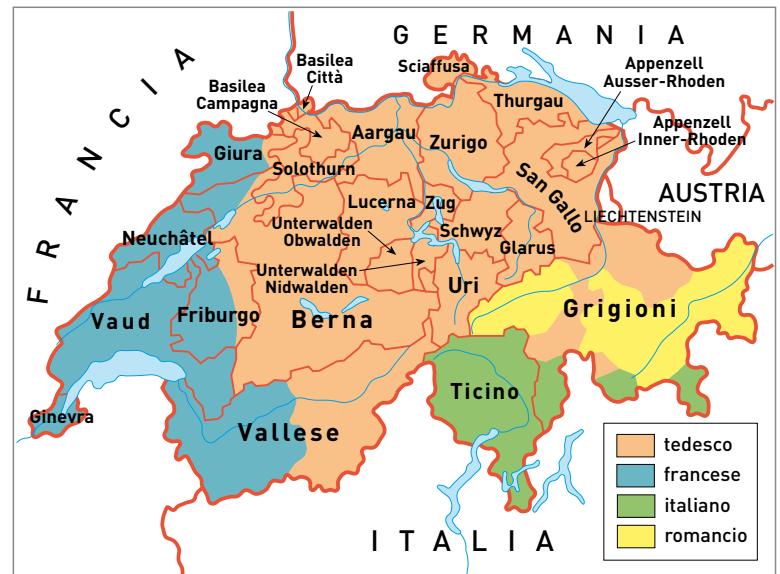 GERMANIA
FRANCIA
Basilea
Città
Basilea
Campagna
Sciaffusa
Appenzell
Ausser-Rhoden
Appenzell
Inner-Rhoden
Thurgau
Aargau
Zurigo
Giura
Solothurn
San Gallo
AUSTRIA
LIECHTENSTEIN
Lucerna
Zug
Unterwalden
Obwalden
Schwyz
Neuchâtel
Glarus
Unterwalden
Nidwalden
Uri
Vaud
Friburgo
Berna
Grigioni
Ginevra
Vallese
Ticino
tedesco
francese
italiano
romancio
ITALIA